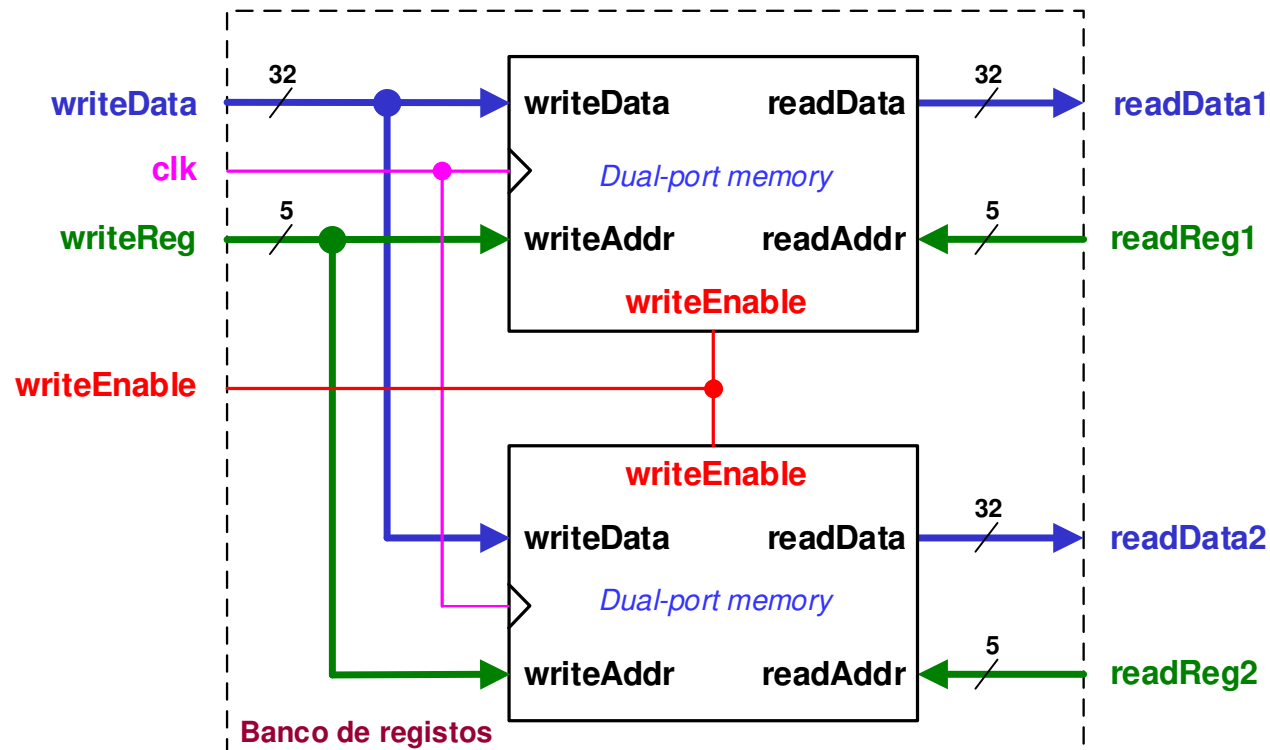 32
32
writeData
writeData
readData
readData1
clk
Dual-port memory
5
5
writeReg
writeAddr
readAddr
readReg1
writeEnable
writeEnable
writeEnable
32
writeData
readData
readData2
Dual-port memory
5
writeAddr
readAddr
readReg2
Banco de registos